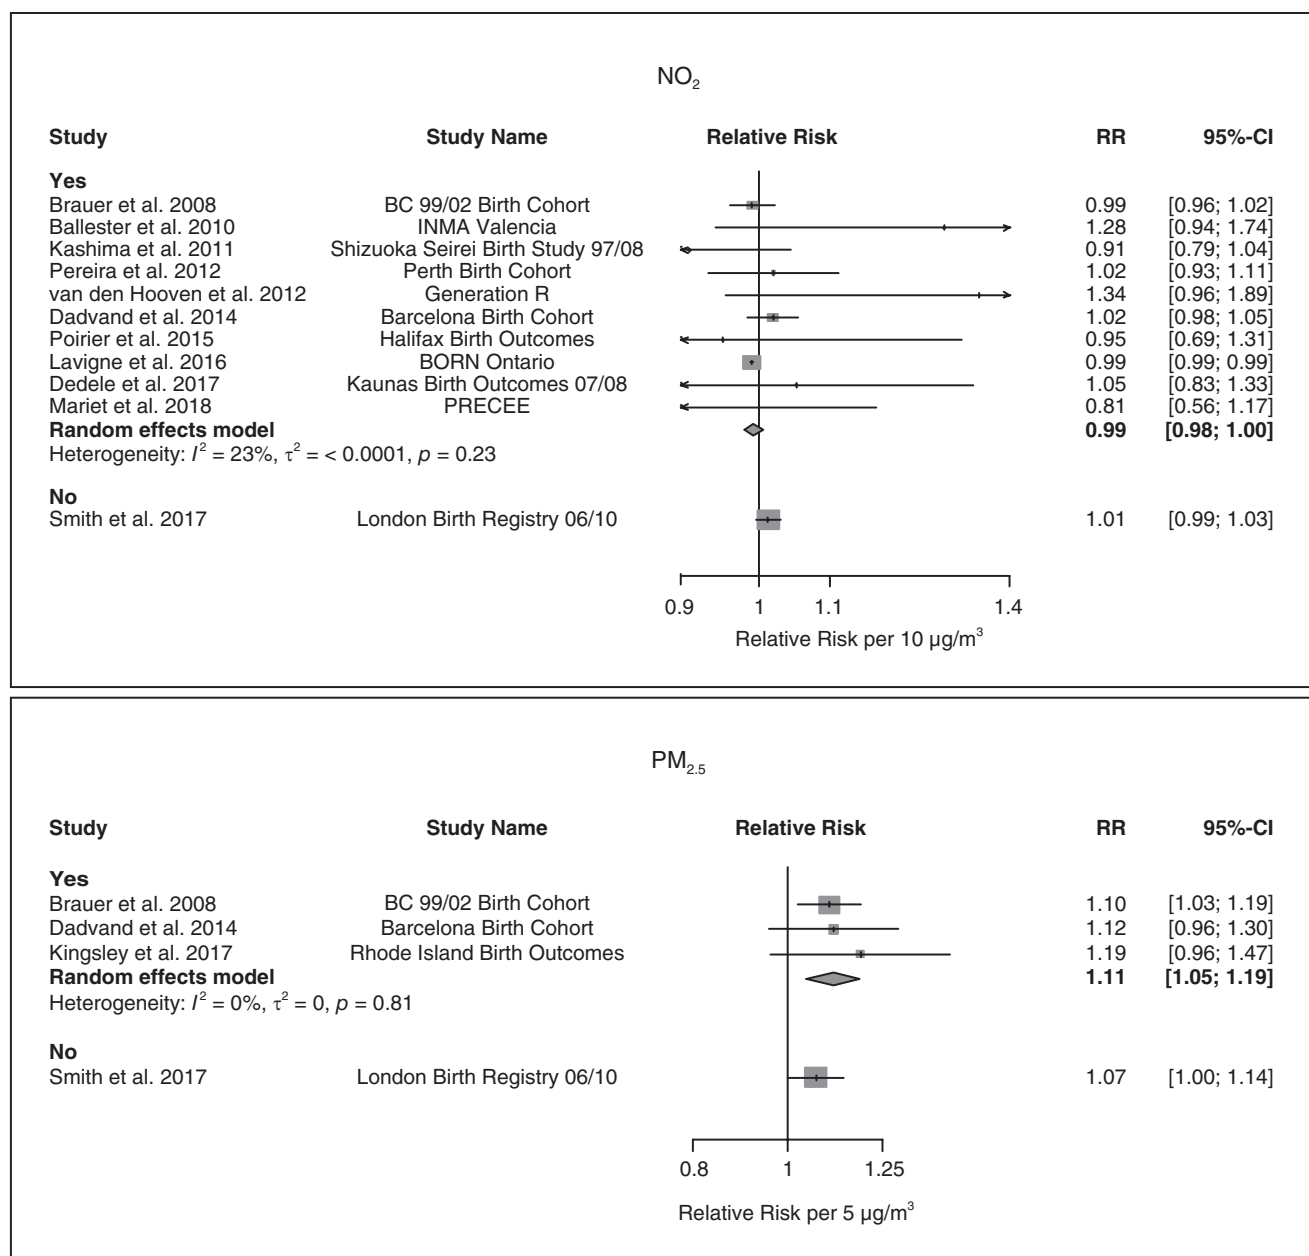 NO2
Study Study Name Relative Risk RR 95%-CI
Yes
Brauer et al. 2008 BC 99/02 Birth Cohort 0.99 [0.96; 1.02]
Ballester et al. 2010 INMA Valencia 1.28 [0.94; 1.74]
Kashima et al. 2011 Shizuoka Seirei Birth Study 97/08 0.91 [0.79; 1.04]
Pereira et al. 2012 Perth Birth Cohort 1.02 [0.93; 1.11]
van den Hooven et al. 2012 Generation R 1.34 [0.96; 1.89]
Dadvand et al. 2014 Barcelona Birth Cohort 1.02 [0.98; 1.05]
Poirier et al. 2015 Halifax Birth Outcomes 0.95 [0.69; 1.31]
Lavigne et al. 2016 BORN Ontario 0.99 [0.99; 0.99]
Dedele et al. 2017 Kaunas Birth Outcomes 07/08 1.05 [0.83; 1.33]
Mariet et al. 2018 PRECEE 0.81 [0.56; 1.17]
Random effects model 0.99 [0.98; 1.00]
Heterogeneity: I² = 23%, τ² = < 0.0001, p = 0.23
No
Smith et al. 2017 London Birth Registry 06/10 1.01 [0.99; 1.03]
0.9 1 1.1 1.4
Relative Risk per 10 µg/m³
PM2.5
Study Study Name Relative Risk RR 95%-CI
Yes
Brauer et al. 2008 BC 99/02 Birth Cohort 1.10 [1.03; 1.19]
Dadvand et al. 2014 Barcelona Birth Cohort 1.12 [0.96; 1.30]
Kingsley et al. 2017 Rhode Island Birth Outcomes 1.19 [0.96; 1.47]
Random effects model 1.11 [1.05; 1.19]
Heterogeneity: I² = 0%, τ² = 0, p = 0.81
No
Smith et al. 2017 London Birth Registry 06/10 1.07 [1.00; 1.14]
0.8 1 1.25
Relative Risk per 5 µg/m³